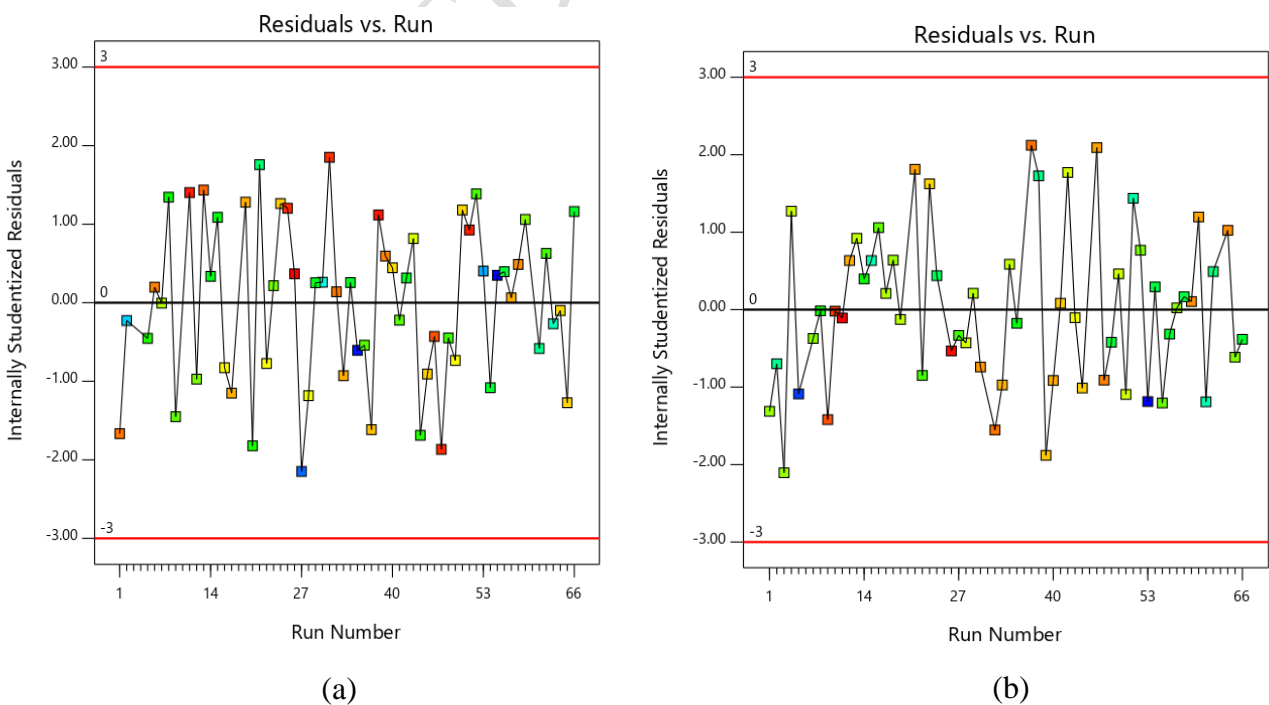 Residuals vs. Run
Internally Studentized Residuals
3.00
2.00
1.00
0.00
-1.00
-2.00
-3.00
3
0
-3
1 14 27 40 53 66
Run Number
(a)
Residuals vs. Run
Internally Studentized Residuals
3.00
2.00
1.00
0.00
-1.00
-2.00
-3.00
3
0
-3
1 14 27 40 53 66
Run Number
(b)